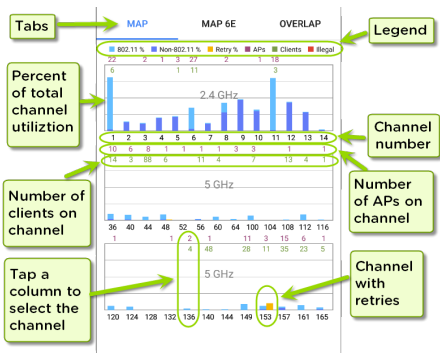 Tabs
MAP MAP 6E OVERLAP
Legend
802.11 % Non-802.11 % Retry % APs Clients Illegal
22 2 1 3 27 2 1 18
6 1 11 3
Percent
of total
channel
utiliztion
2.4 GHz
1 2 3 4 5 6 7 8 9 10 11 12 13 14
Channel
number
10 6 8 1 1 1 1 3 3 1 1
14 3 88 6 11 4 7 13 4 1
Number of
clients on
channel
5 GHz
Number
of APs on
channel
36 40 44 48 52 56 60 64 100 104 108 112 116
1 1 2 11 3 15 6 1
4 48 28 11 35 23 5
Tap a
column to
select the
channel
5 GHz
Channel
with
retries
120 124 128 132 136 140 144 149 153 157 161 165